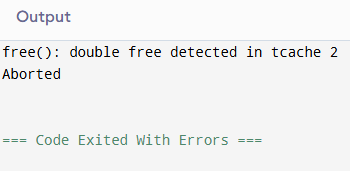 Output
free(): double free detected in tcache 2
Aborted
=== Code Exited With Errors ===